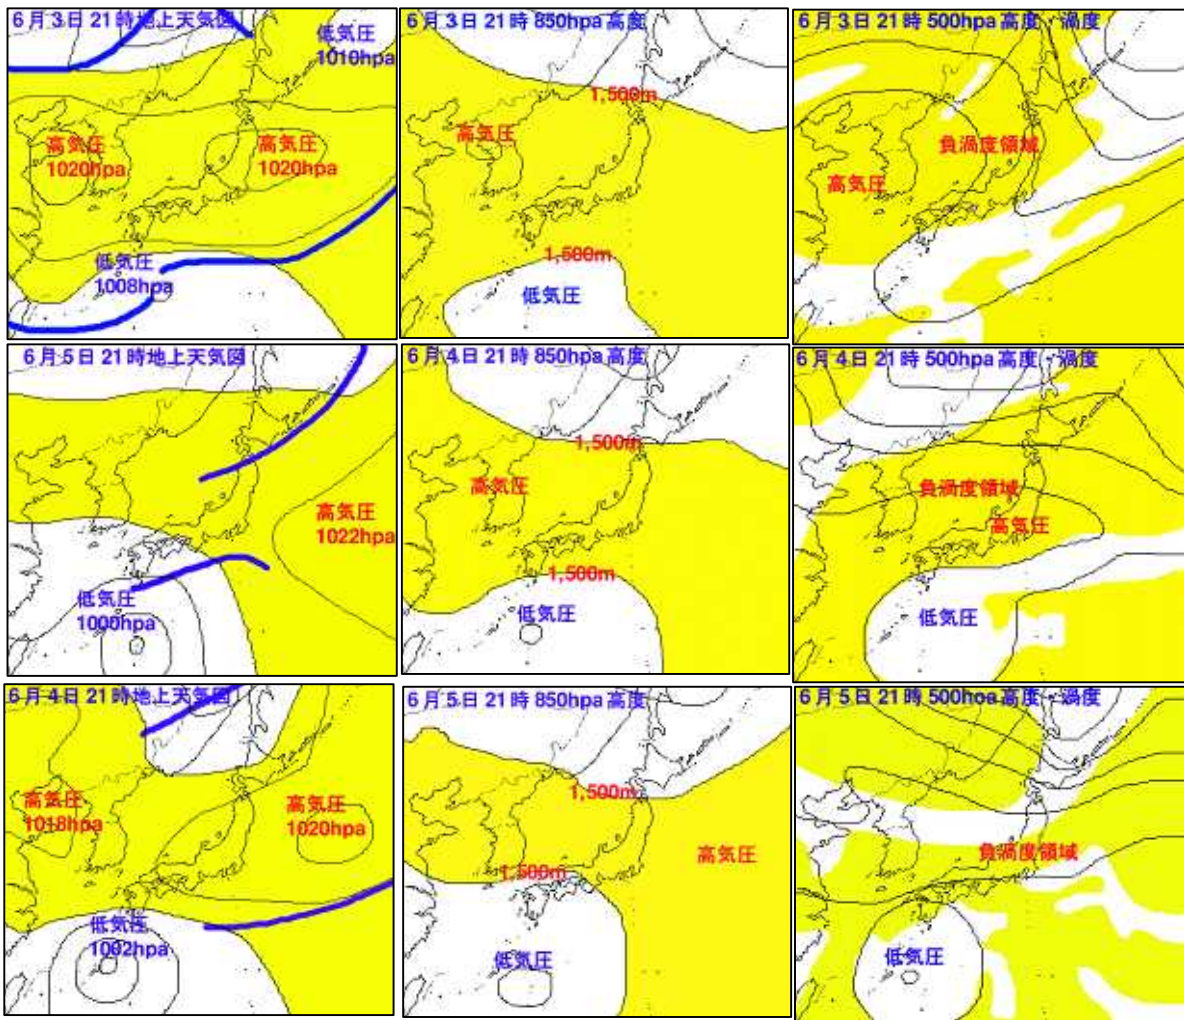 6月3日21時地上天気図
低気圧
1010hpa
高気圧
1020hpa
高気圧
1020hpa
低気圧
1008hpa
6月3日21時850hpa高度
1,500m
高気圧
1,500m
低気圧
6月3日21時500hpa高度・渦度
負渦度領域
高気圧
6月5日21時地上天気図
高気圧
1022hpa
低気圧
1000hpa
6月4日21時850hpa高度
1,500m
高気圧
1,500m
低気圧
6月4日21時500hpa高度・渦度
負渦度領域
高気圧
低気圧
6月4日21時地上天気図
高気圧
1018hpa
高気圧
1020hpa
低気圧
1002hpa
6月5日21時850hpa高度
1,500m
高気圧
1,500m
低気圧
6月5日21時500hoa高度・渦度
負渦度領域
低気圧